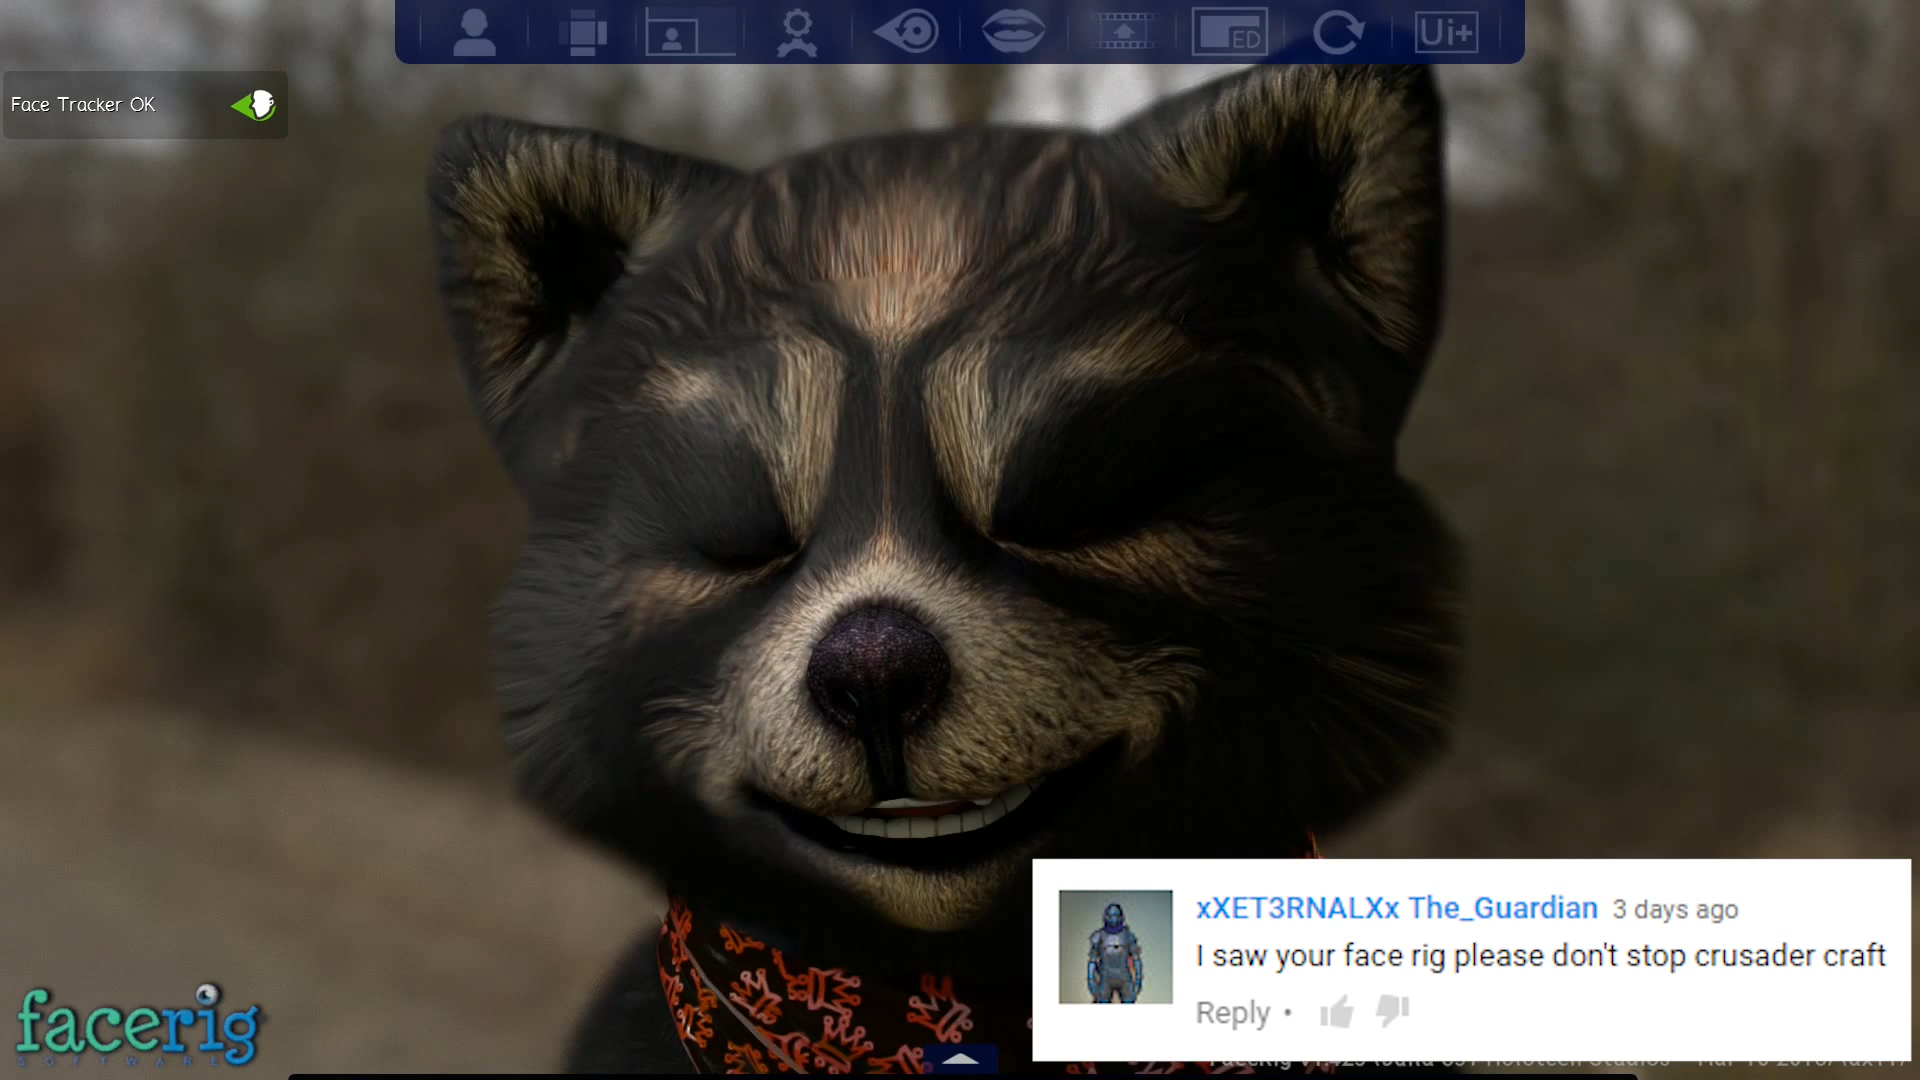 ED
Ui+
Face Tracker OK
xXET3RNALXx The_Guardian 3 days ago
I saw your face rig please don't stop crusader craft
Reply •
facerig
SOFTWARE